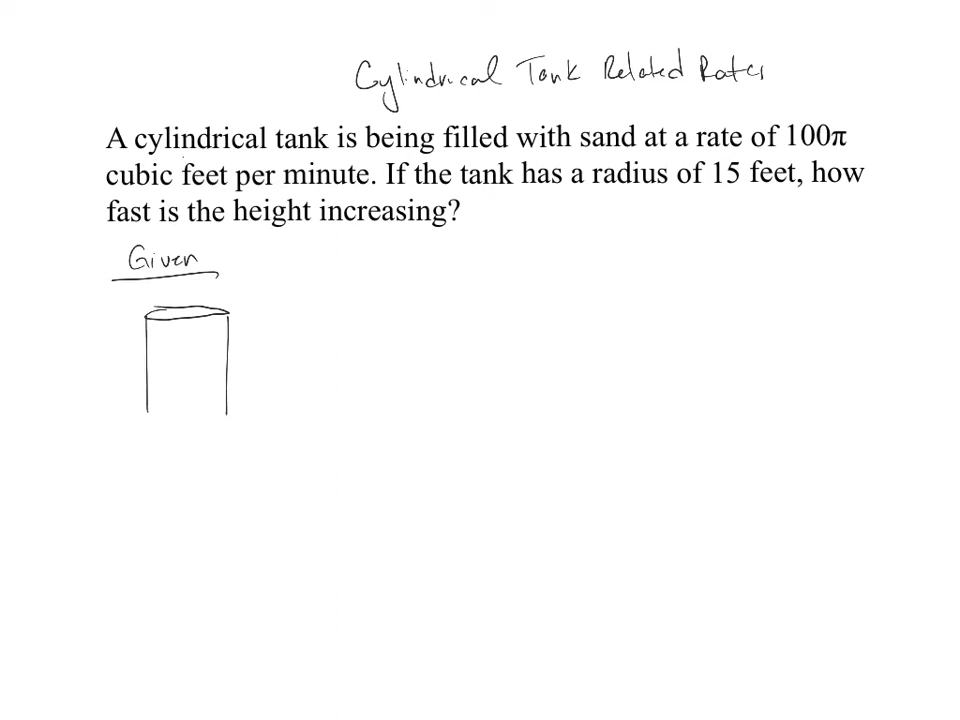 Cylindrical Tank Related Rates
A cylindrical tank is being filled with sand at a rate of 100π
cubic feet per minute. If the tank has a radius of 15 feet, how
fast is the height increasing?
Given